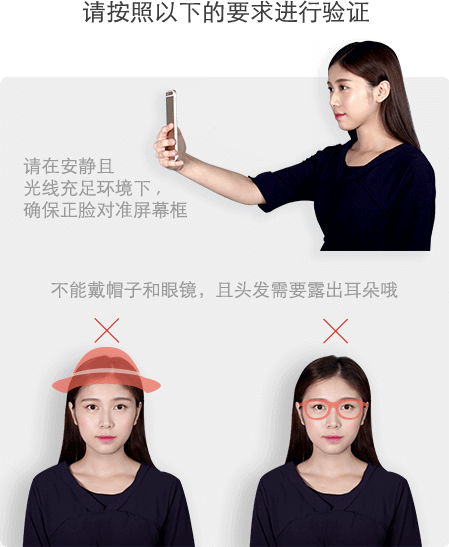 请按照以下的要求进行验证
请在安静且
光线充足环境下，
确保正脸对准屏幕框
不能戴帽子和眼镜，且头发需要露出耳朵哦